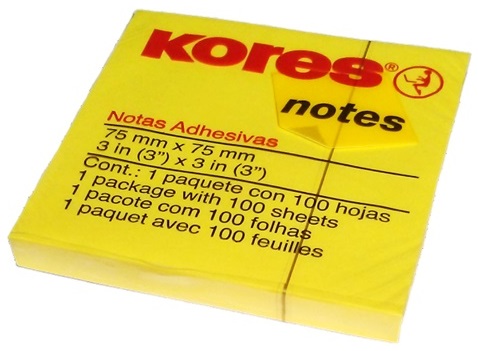 Kores®
notes
Notas Adhesivas
75 mm x 75 mm
3 in (3") x 3 in (3")
Cont.: 1 paquete con 100 hojas
1 package with 100 sheets
1 pacote com 100 folhas
1 paquet avec 100 feuilles